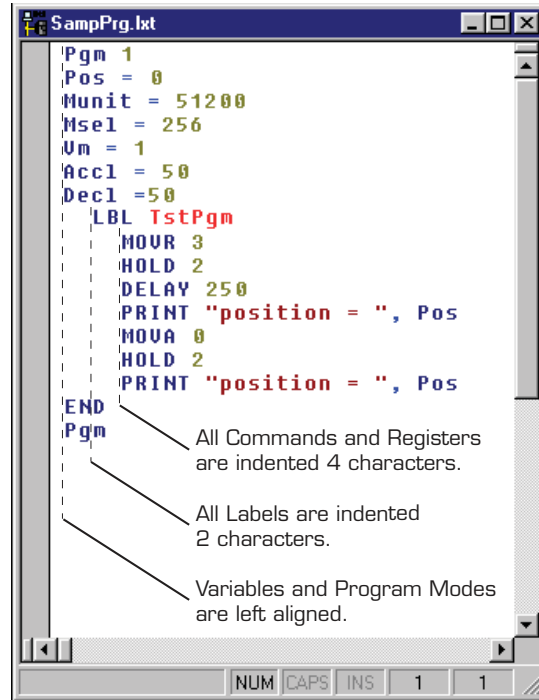 SampPrg.lxt
Pgm 1
Pos = 0
Munit = 51200
Msel = 256
Vm = 1
Accl = 50
Decl =50
LBL TstPgm
MOVR 3
HOLD 2
DELAY 250
PRINT "position = ", Pos
MOVA 0
HOLD 2
PRINT "position = ", Pos
END
Pgm
All Commands and Registers
are indented 4 characters.
All Labels are indented
2 characters.
Variables and Program Modes
are left aligned.
NUM CAPS INS 1 1